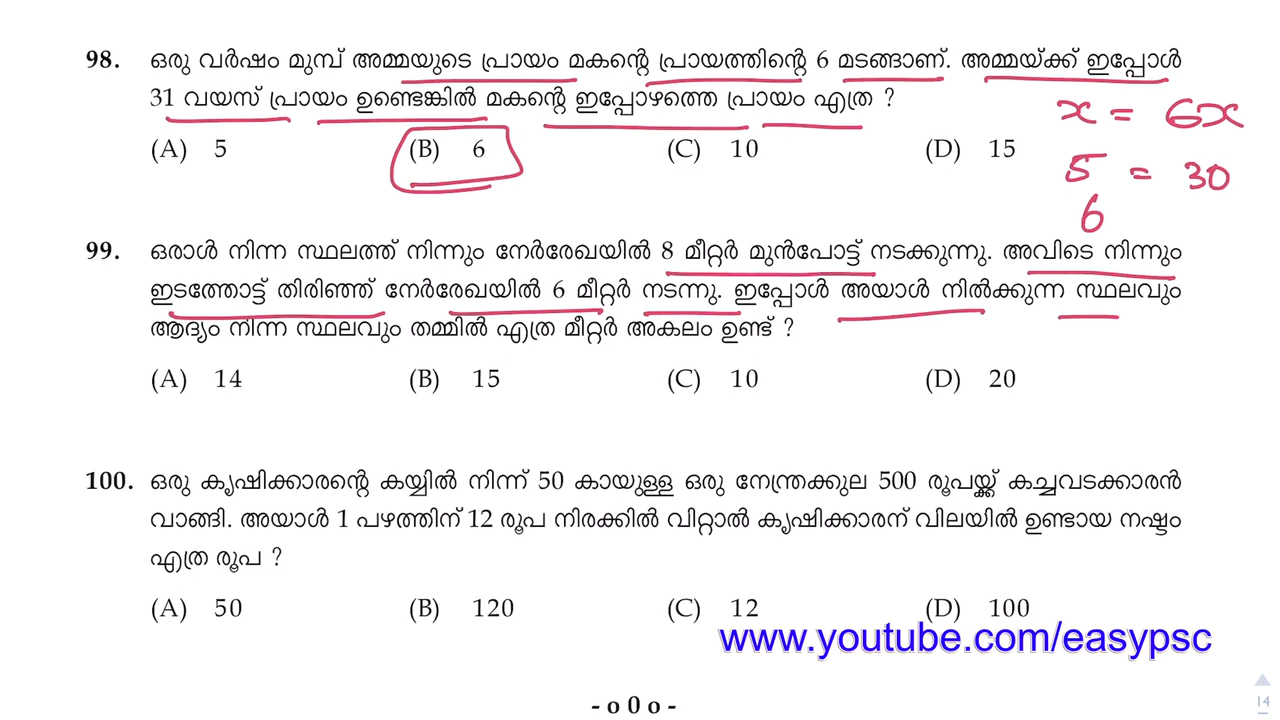 98. ഒരു വർഷം മുമ്പ് അമ്മയുടെ പ്രായം മകന്റെ പ്രായത്തിന്റെ 6 മടങ്ങാണ്. അമ്മയ്ക്ക് ഇപ്പോൾ
31 വയസ് പ്രായം ഉണ്ടെങ്കിൽ മകന്റെ ഇപ്പോഴത്തെ പ്രായം എത്ര ?
x = 6x
(A) 5 (B) 6 (C) 10 (D) 15
5 = 30
6
99. ഒരാൾ നിന്ന സ്ഥലത്ത് നിന്നും നേർരേഖയിൽ 8 മീറ്റർ മുൻപോട്ട് നടക്കുന്നു. അവിടെ നിന്നും
ഇടത്തോട്ട് തിരിഞ്ഞ് നേർരേഖയിൽ 6 മീറ്റർ നടന്നു. ഇപ്പോൾ അയാൾ നിൽക്കുന്ന സ്ഥലവും
ആദ്യം നിന്ന സ്ഥലവും തമ്മിൽ എത്ര മീറ്റർ അകലം ഉണ്ട് ?
(A) 14 (B) 15 (C) 10 (D) 20
100. ഒരു കൃഷിക്കാരന്റെ കയ്യിൽ നിന്ന് 50 കായുള്ള ഒരു നേന്ത്രക്കുല 500 രൂപയ്ക്ക് കച്ചവടക്കാരൻ
വാങ്ങി. അയാൾ 1 പഴത്തിന് 12 രൂപ നിരക്കിൽ വിറ്റാൽ കൃഷിക്കാരന് വിലയിൽ ഉണ്ടായ നഷ്ടം
എത്ര രൂപ ?
(A) 50 (B) 120 (C) 12 (D) 100
www.youtube.com/easypsc
- o 0 o -
14